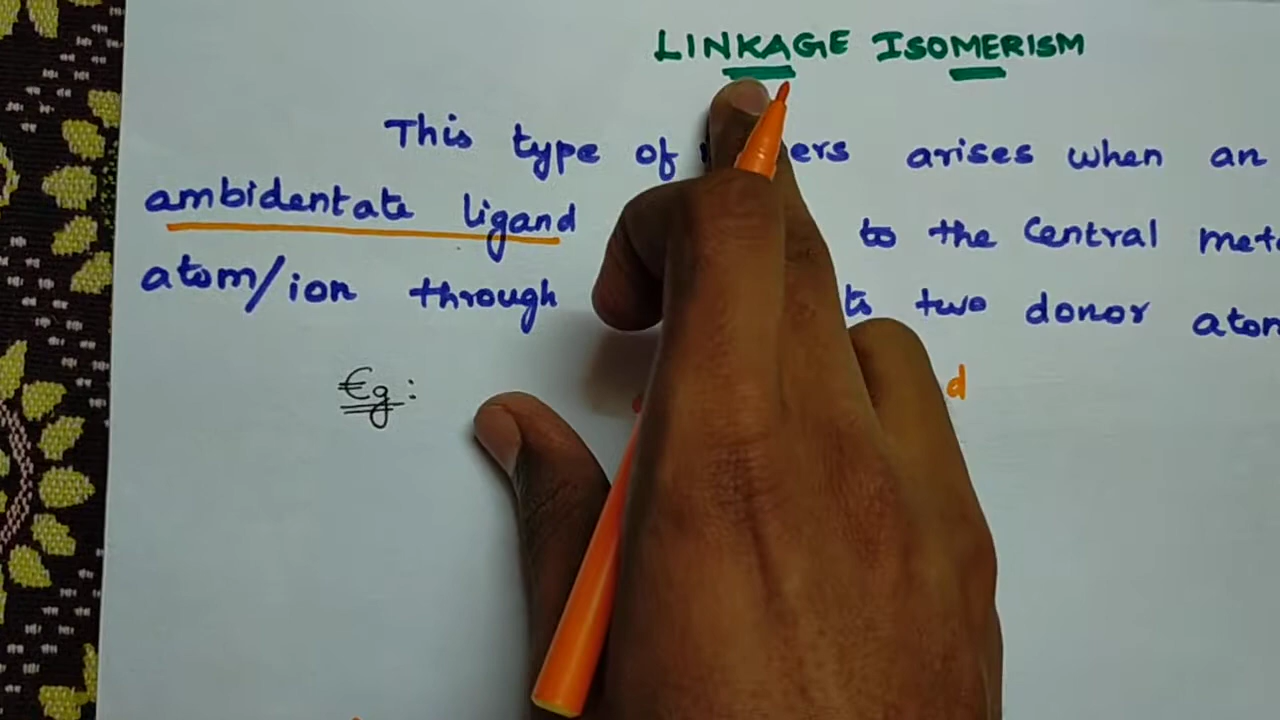 LINKAGE ISOMERISM
This type of ers arises when an
ambidentate ligand to the Central meta
atom/ion through ts two donor atom
Eg: d